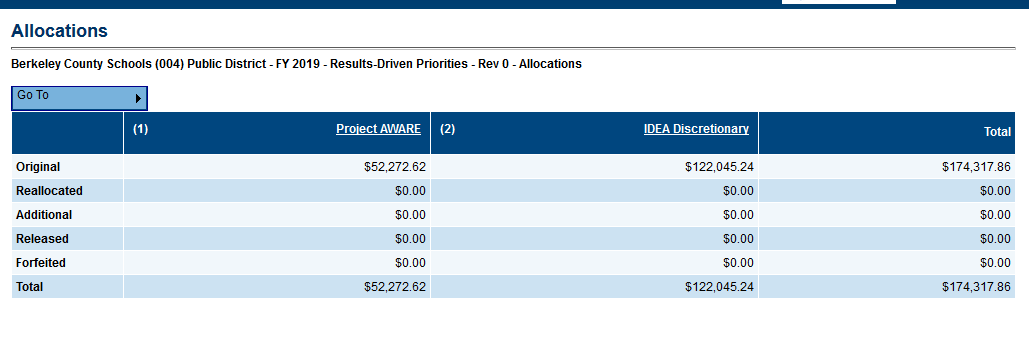 Allocations
Berkeley County Schools (004) Public District - FY 2019 - Results-Driven Priorities - Rev 0 - Allocations
Go To
(1) Project AWARE (2) IDEA Discretionary Total
Original $52,272.62 $122,045.24 $174,317.86
Reallocated $0.00 $0.00 $0.00
Additional $0.00 $0.00 $0.00
Released $0.00 $0.00 $0.00
Forfeited $0.00 $0.00 $0.00
Total $52,272.62 $122,045.24 $174,317.86